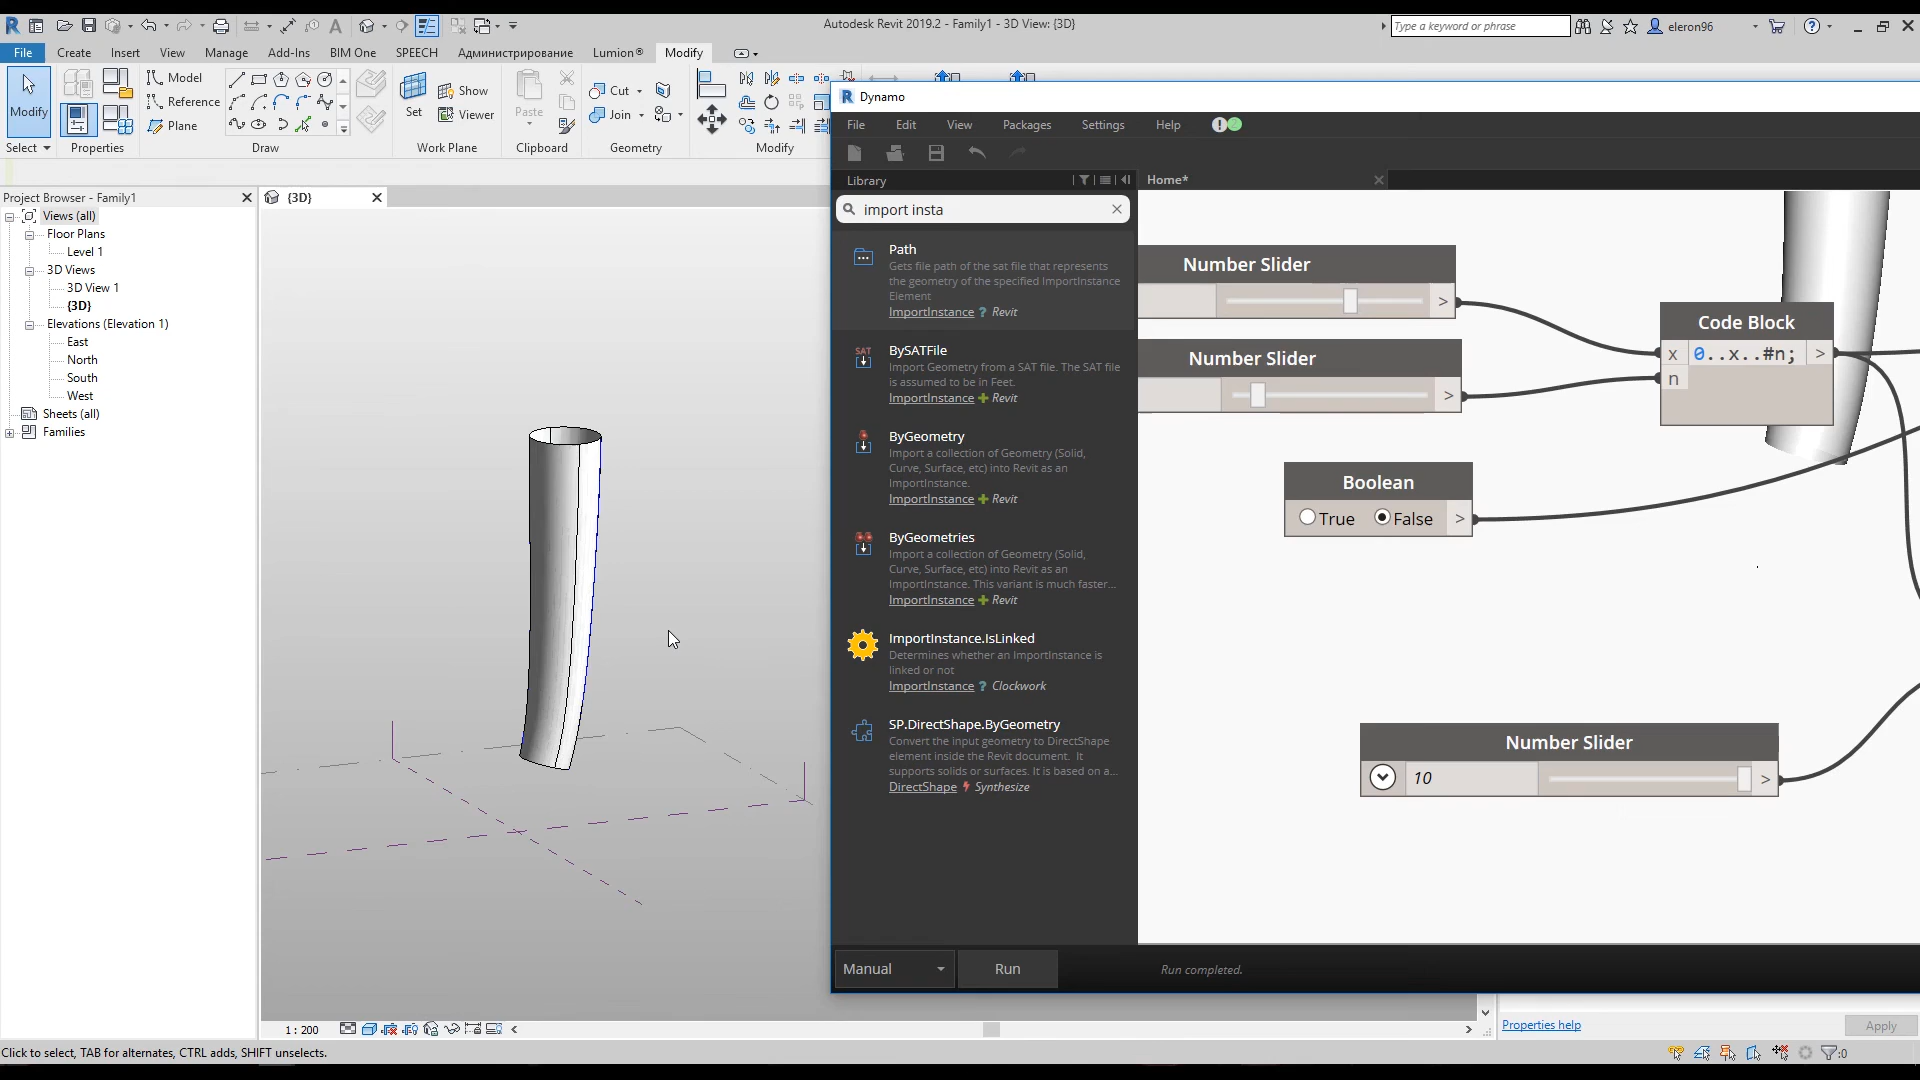 Autodesk Revit 2019.2 - Family1 - 3D View: {3D}
Type a keyword or phrase
eleron96
File
Create
Insert
View
Manage
Add-Ins
BIM One
SPEECH
Администрирование
Lumion®
Modify
Modify
Select
Properties
Model
Reference
Plane
Draw
Set
Show
Viewer
Work Plane
Paste
Clipboard
Cut
Join
Geometry
Modify
Project Browser - Family1
Views (all)
Floor Plans
Level 1
3D Views
3D View 1
{3D}
Elevations (Elevation 1)
East
North
South
West
Sheets (all)
Families
{3D}
Dynamo
File
Edit
View
Packages
Settings
Help
Library
Home*
import insta
Path
Gets file path of the sat file that represents
the geometry of the specified ImportInstance
Element
ImportInstance ? Revit
BySATFile
Import Geometry from a SAT file. The SAT file
is assumed to be in Feet.
ImportInstance + Revit
ByGeometry
Import a collection of Geometry (Solid,
Curve, Surface, etc) into Revit as an
ImportInstance.
ImportInstance + Revit
ByGeometries
Import a collection of Geometry (Solid,
Curve, Surface, etc) into Revit as an
ImportInstance. This variant is much faster...
ImportInstance + Revit
ImportInstance.IsLinked
Determines whether an ImportInstance is
linked or not
ImportInstance ? Clockwork
SP.DirectShape.ByGeometry
Convert the input geometry to DirectShape
element inside the Revit document. It
supports solids or surfaces. It is based on a...
DirectShape Synthesize
Number Slider
>
Number Slider
>
Code Block
x 0..x..#n; >
n
Boolean
True False >
Number Slider
10 >
Manual
Run
Run completed.
1 : 200
Properties help
Apply
Click to select, TAB for alternates, CTRL adds, SHIFT unselects.
:0